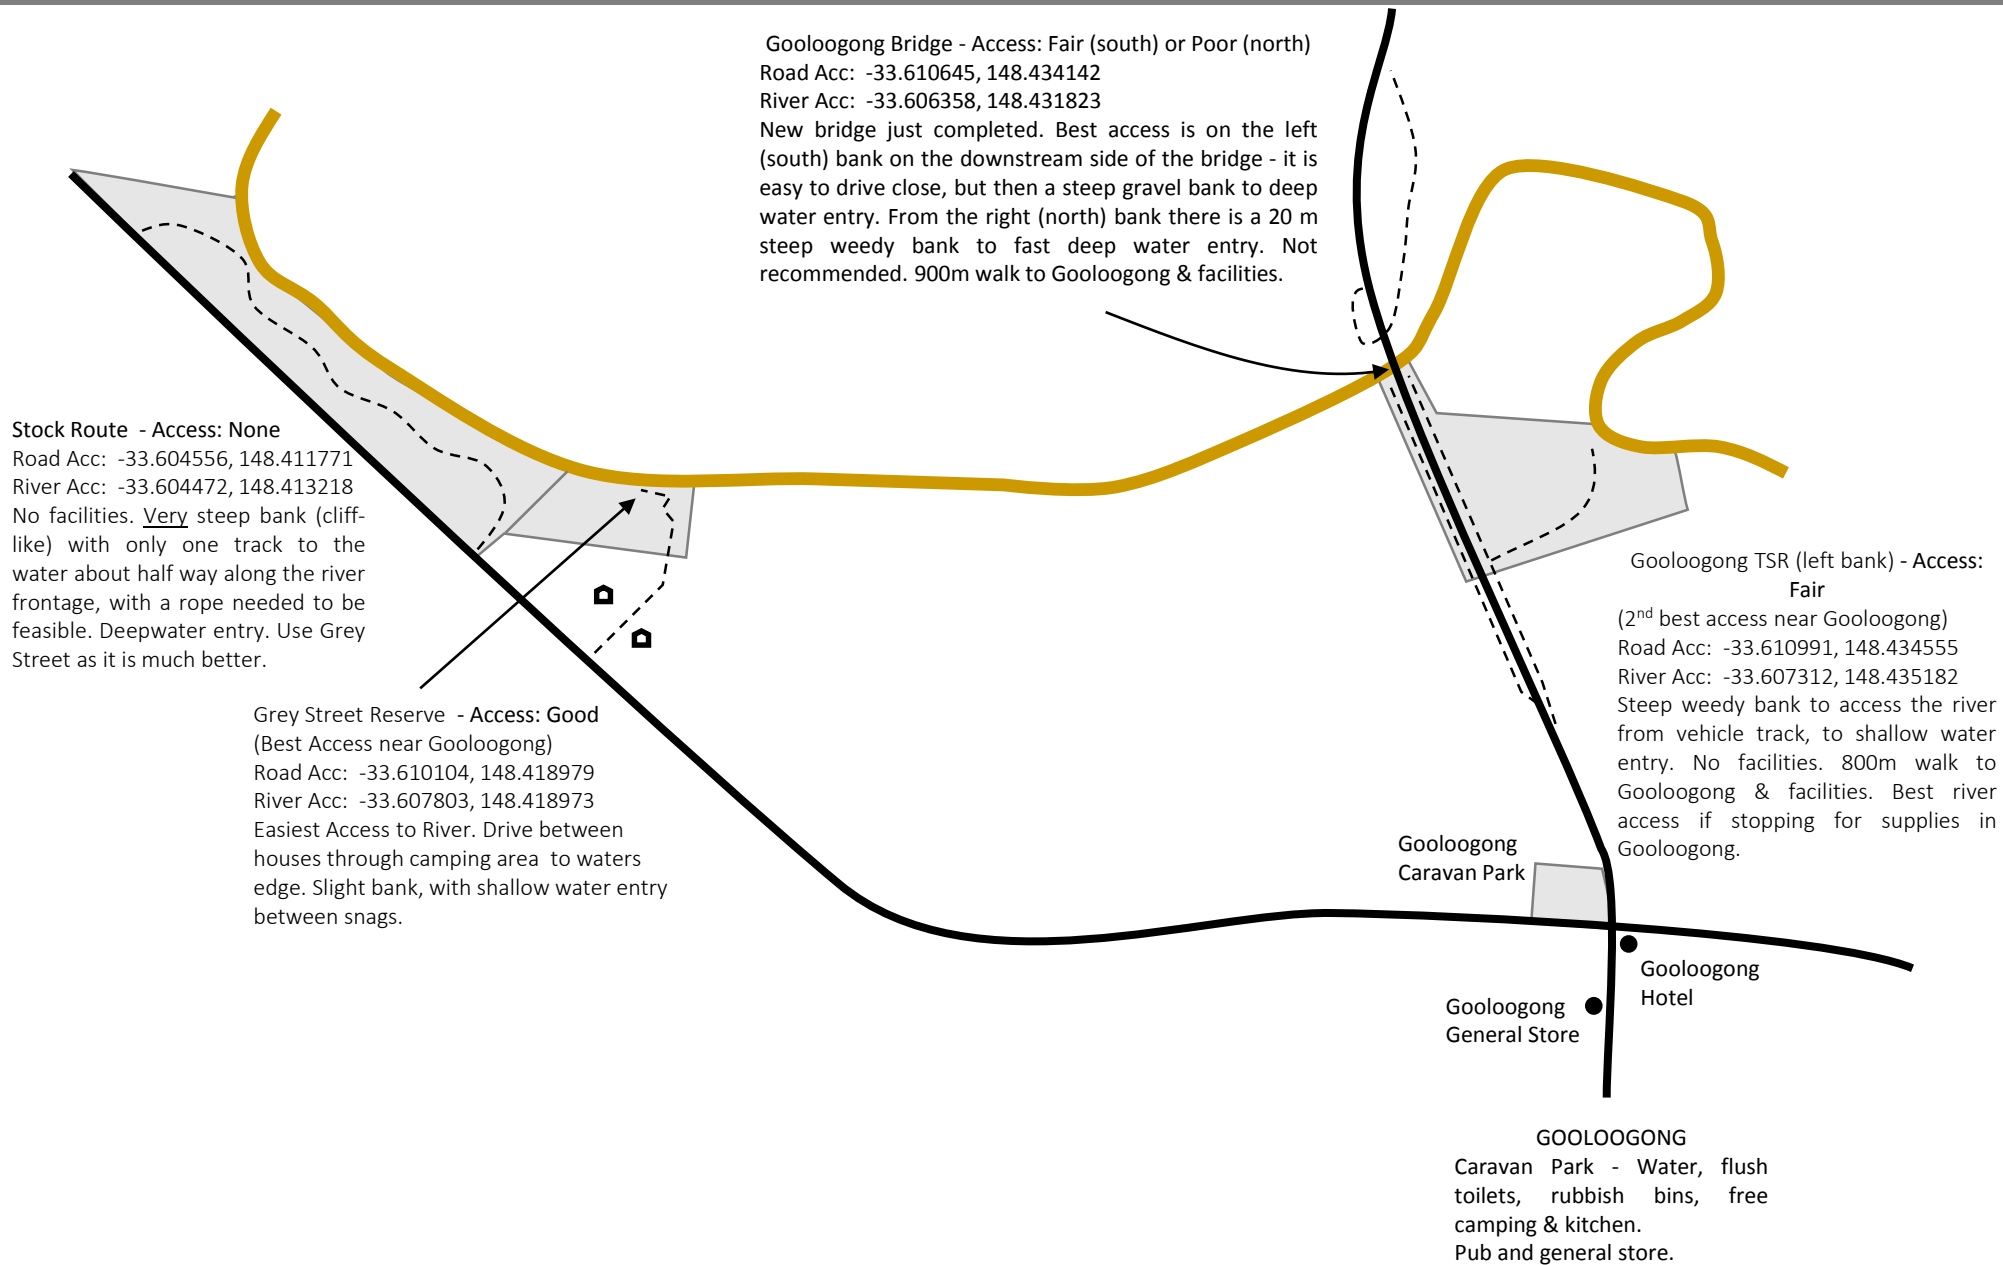 Gooloogong Bridge - Access: Fair (south) or Poor (north)
Road Acc: -33.610645, 148.434142
River Acc: -33.606358, 148.431823
New bridge just completed. Best access is on the left
(south) bank on the downstream side of the bridge - it is
easy to drive close, but then a steep gravel bank to deep
water entry. From the right (north) bank there is a 20 m
steep weedy bank to fast deep water entry. Not
recommended. 900m walk to Gooloogong & facilities.
Stock Route - Access: None
Road Acc: -33.604556, 148.411771
River Acc: -33.604472, 148.413218
No facilities. Very steep bank (cliff-
like) with only one track to the
water about half way along the river
frontage, with a rope needed to be
feasible. Deepwater entry. Use Grey
Street as it is much better.
Grey Street Reserve - Access: Good
(Best Access near Gooloogong)
Road Acc: -33.610104, 148.418979
River Acc: -33.607803, 148.418973
Easiest Access to River. Drive between
houses through camping area to waters
edge. Slight bank, with shallow water entry
between snags.
Gooloogong TSR (left bank) - Access:
Fair
(2nd best access near Gooloogong)
Road Acc: -33.610991, 148.434555
River Acc: -33.607312, 148.435182
Steep weedy bank to access the river
from vehicle track, to shallow water
entry. No facilities. 800m walk to
Gooloogong & facilities. Best river
access if stopping for supplies in
Gooloogong.
Gooloogong
Caravan Park
Gooloogong
Hotel
Gooloogong
General Store
GOOLOOGONG
Caravan Park - Water, flush
toilets, rubbish bins, free
camping & kitchen.
Pub and general store.